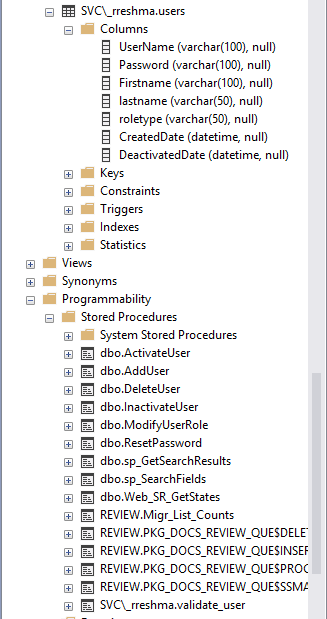 SVC\_rreshma.users
Columns
UserName (varchar(100), null)
Password (varchar(100), null)
Firstname (varchar(100), null)
lastname (varchar(50), null)
roletype (varchar(50), null)
CreatedDate (datetime, null)
DeactivatedDate (datetime, null)
Keys
Constraints
Triggers
Indexes
Statistics
Views
Synonyms
Programmability
Stored Procedures
System Stored Procedures
dbo.ActivateUser
dbo.AddUser
dbo.DeleteUser
dbo.InactivateUser
dbo.ModifyUserRole
dbo.ResetPassword
dbo.sp_GetSearchResults
dbo.sp_SearchFields
dbo.Web_SR_GetStates
REVIEW.Migr_List_Counts
REVIEW.PKG_DOCS_REVIEW_QUE$DELET
REVIEW.PKG_DOCS_REVIEW_QUE$INSER
REVIEW.PKG_DOCS_REVIEW_QUE$PROC
REVIEW.PKG_DOCS_REVIEW_QUE$SSMA
SVC\_rreshma.validate_user